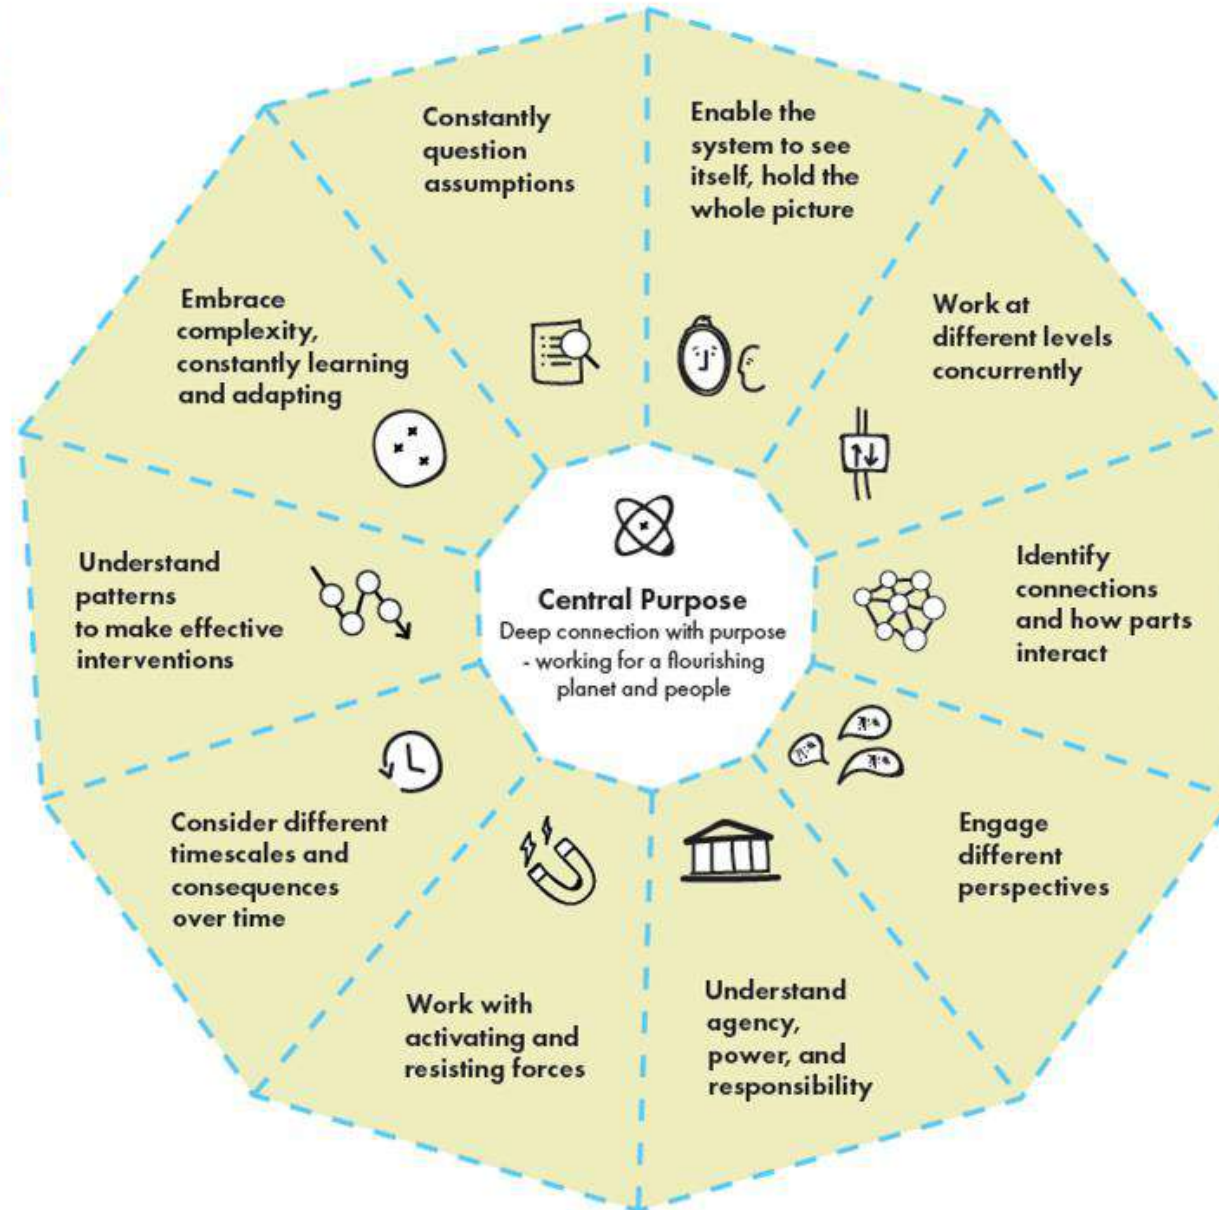 Constantly
question
assumptions
Enable the
system to see
itself, hold the
whole picture
Embrace
complexity,
constantly learning
and adapting
Work at
different levels
concurrently
Understand
patterns
to make effective
interventions
Central Purpose
Deep connection with purpose
- working for a flourishing
planet and people
Identify
connections
and how parts
interact
Consider different
timescales and
consequences
over time
Engage
different
perspectives
Work with
activating and
resisting forces
Understand
agency,
power, and
responsibility